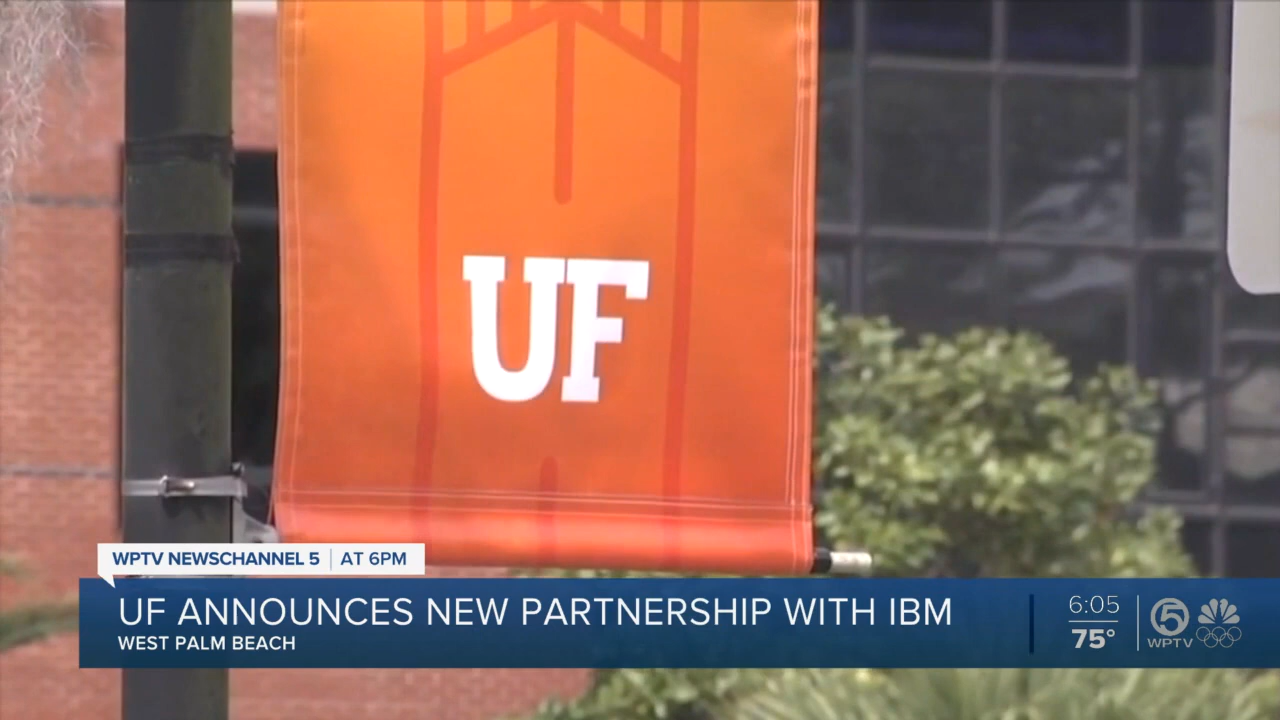 UF
WPTV NEWSCHANNEL 5 | AT 6PM
UF ANNOUNCES NEW PARTNERSHIP WITH IBM
WEST PALM BEACH
6:05
75°
5
WPTV